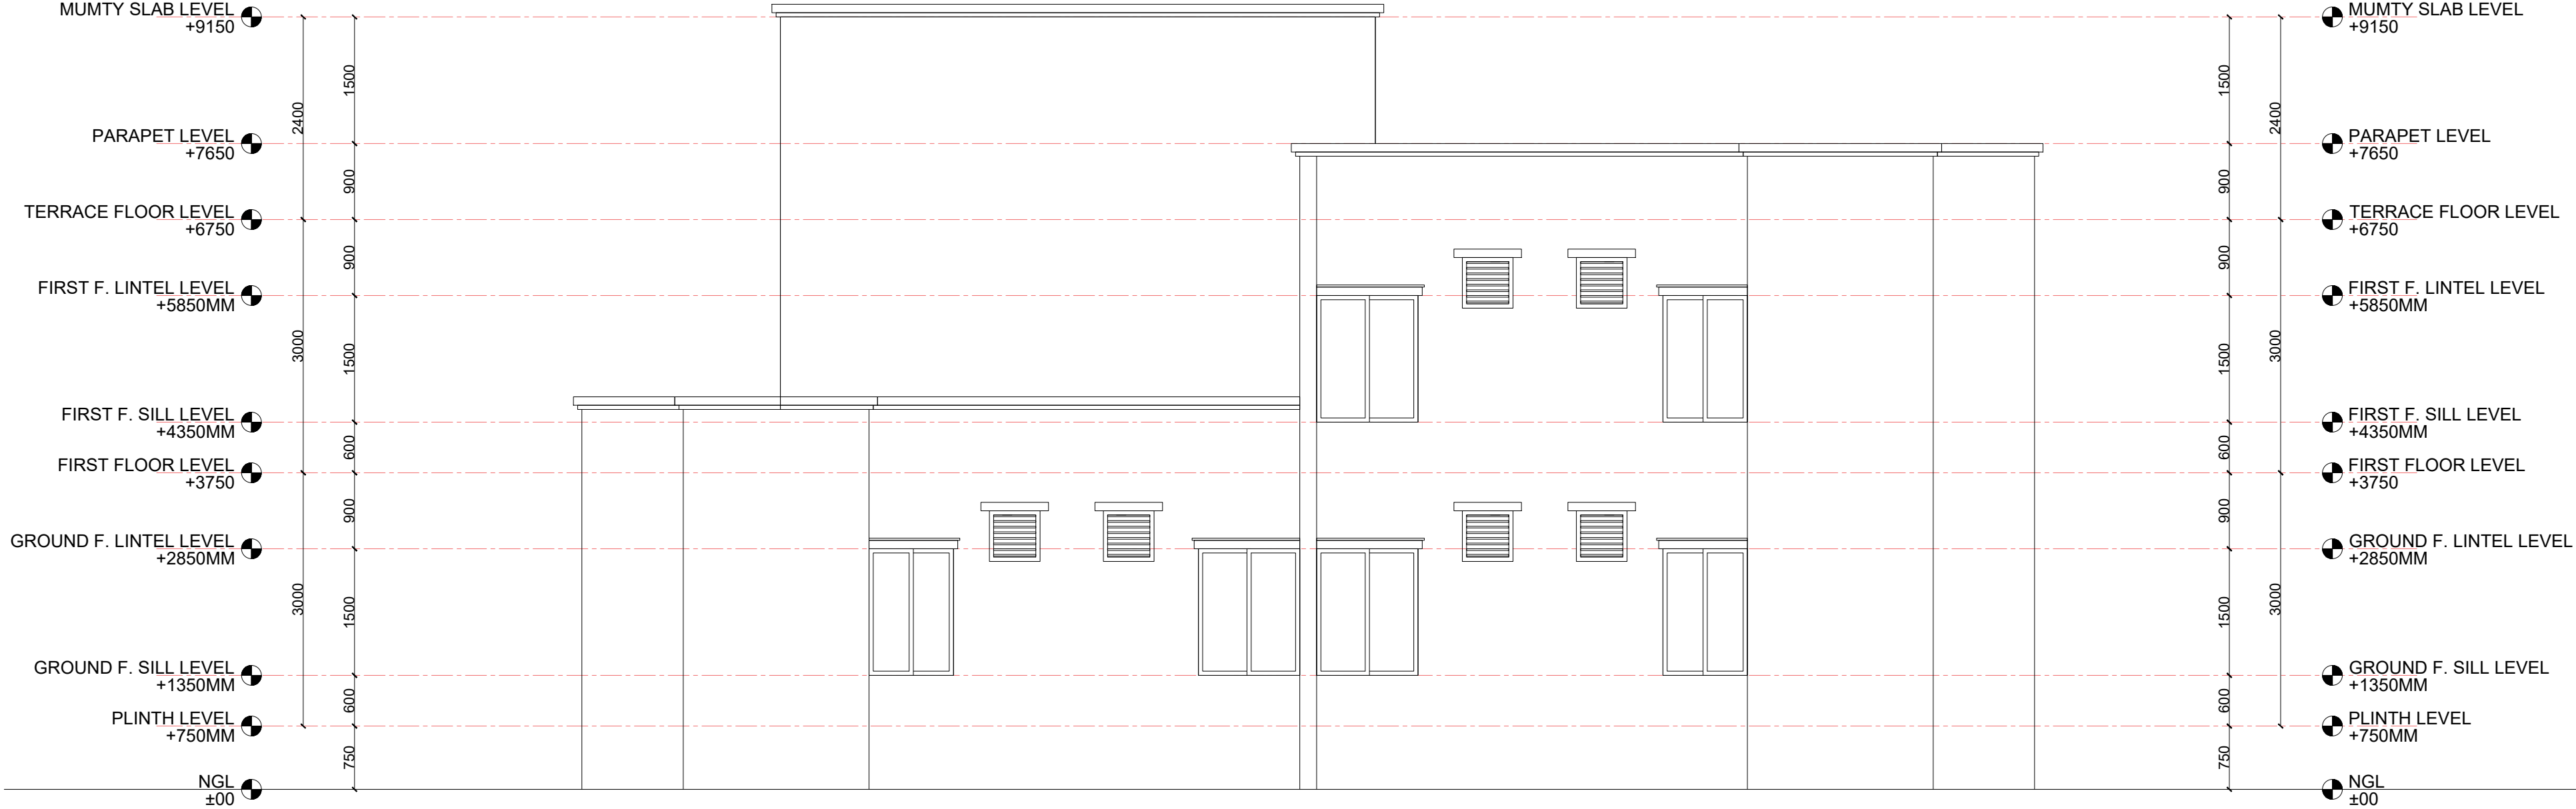 MUMTY SLAB LEVEL
+9150
PARAPET LEVEL
+7650
TERRACE FLOOR LEVEL
+6750
FIRST F. LINTEL LEVEL
+5850MM
FIRST F. SILL LEVEL
+4350MM
FIRST FLOOR LEVEL
+3750
GROUND F. LINTEL LEVEL
+2850MM
GROUND F. SILL LEVEL
+1350MM
PLINTH LEVEL
+750MM
NGL
±00
2400
3000
3000
1500
900
900
1500
600
900
1500
600
750
1500
900
900
1500
600
900
1500
600
750
2400
3000
3000
MUMTY SLAB LEVEL
+9150
PARAPET LEVEL
+7650
TERRACE FLOOR LEVEL
+6750
FIRST F. LINTEL LEVEL
+5850MM
FIRST F. SILL LEVEL
+4350MM
FIRST FLOOR LEVEL
+3750
GROUND F. LINTEL LEVEL
+2850MM
GROUND F. SILL LEVEL
+1350MM
PLINTH LEVEL
+750MM
NGL
±00